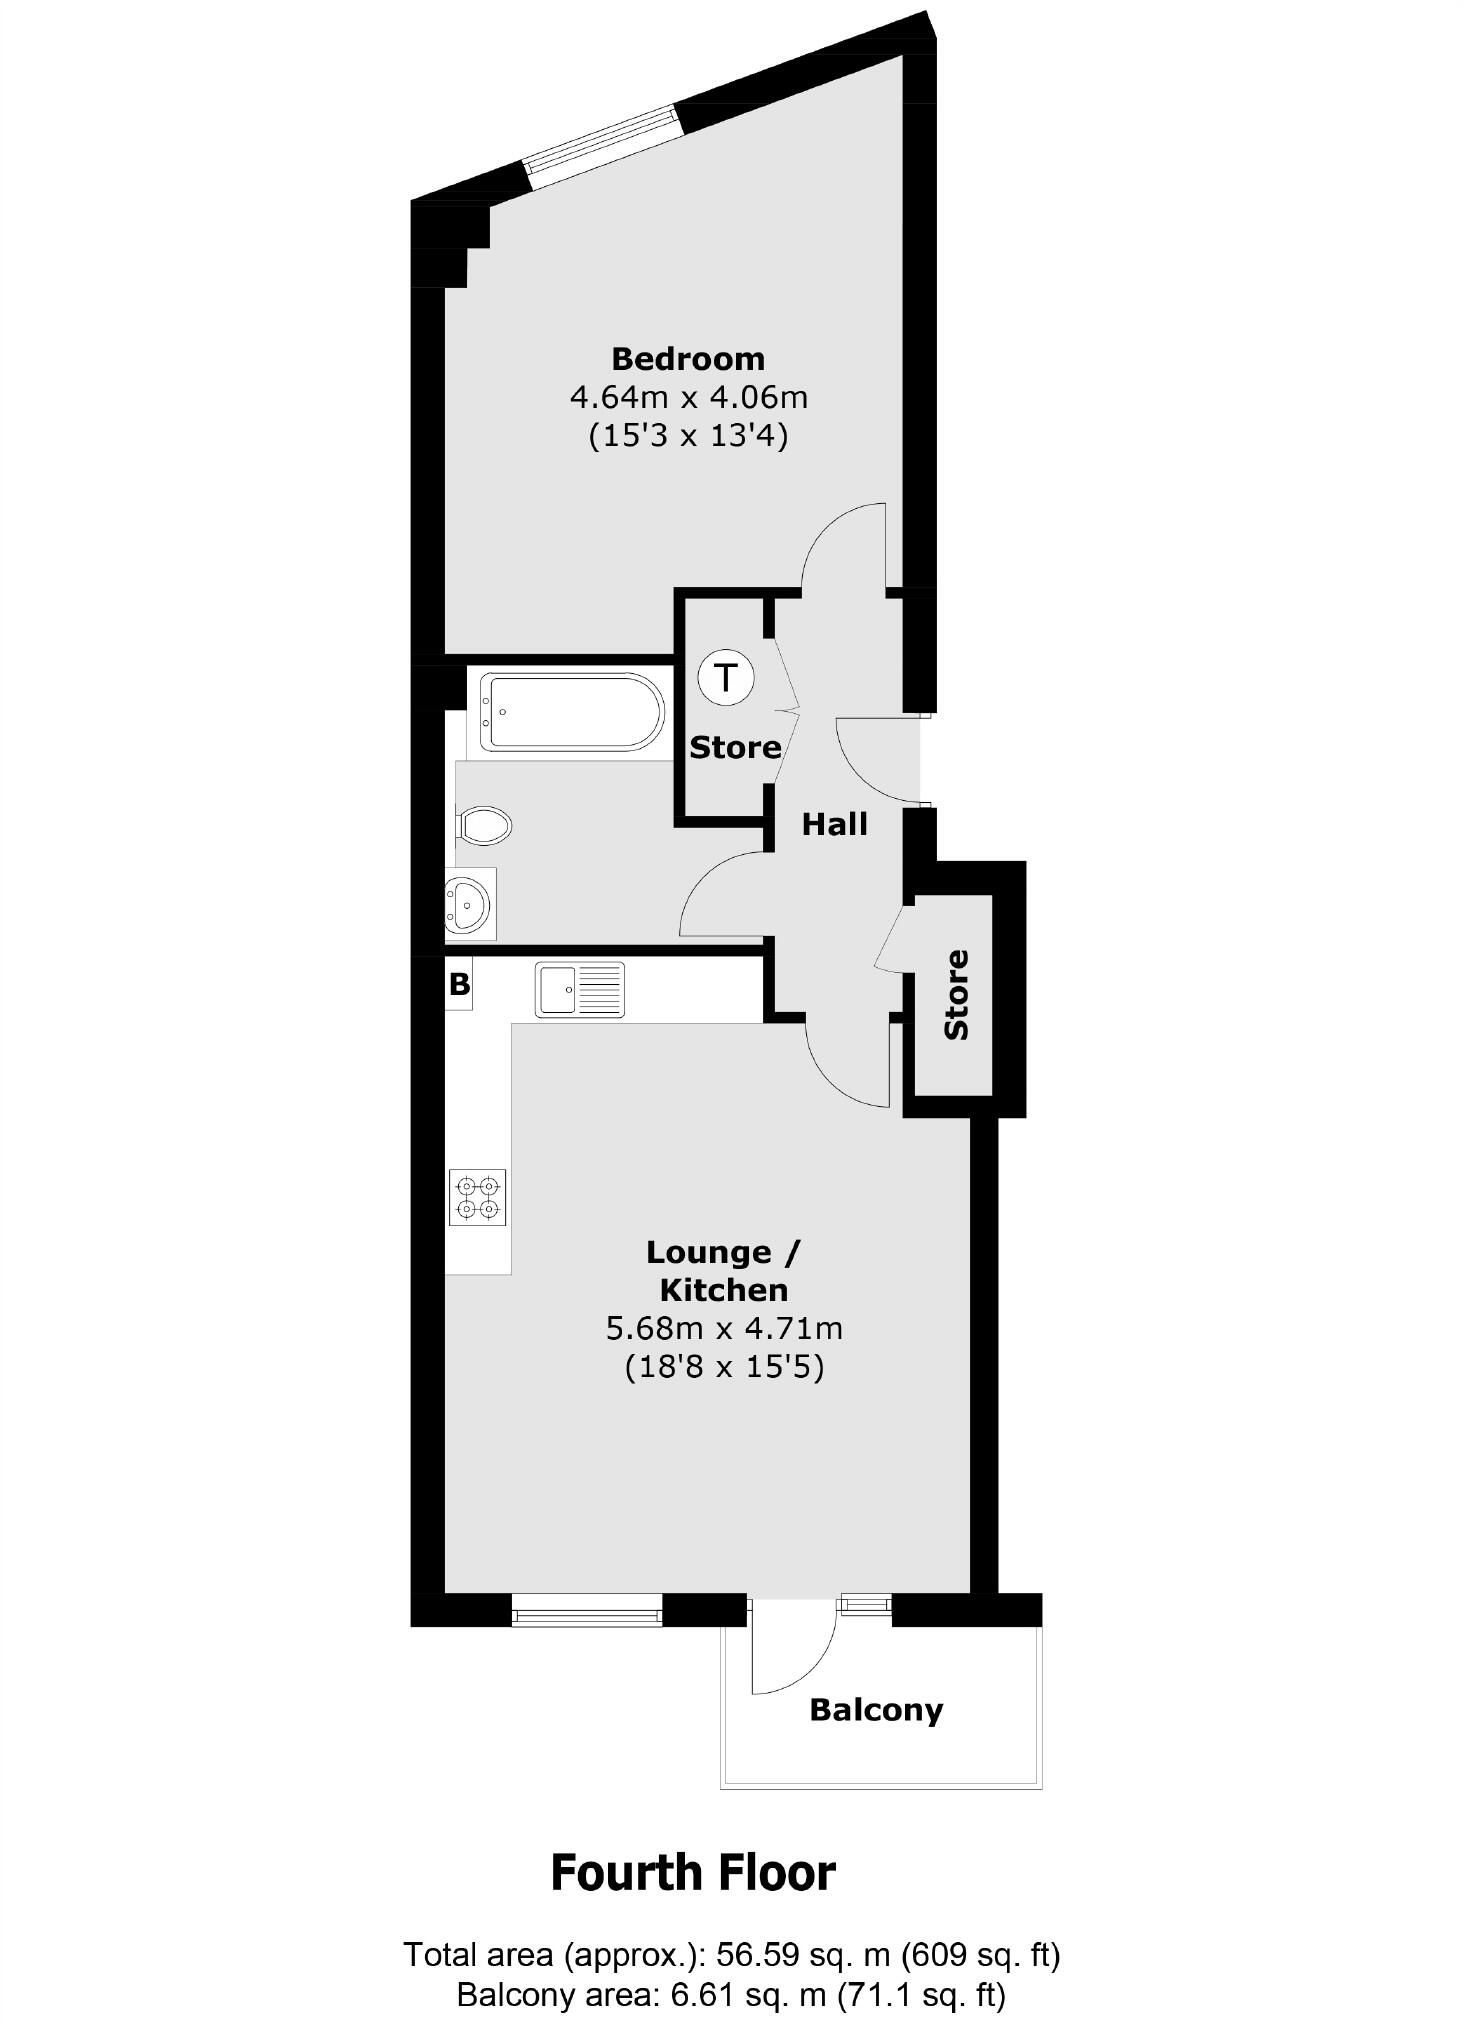 Bedroom
4.64m x 4.06m
(15'3 x 13'4)
T
Store
Hall
B
Store
Lounge /
Kitchen
5.68m x 4.71m
(18'8 x 15'5)
Balcony
Fourth Floor
Total area (approx.): 56.59 sq. m (609 sq. ft)
Balcony area: 6.61 sq. m (71.1 sq. ft)